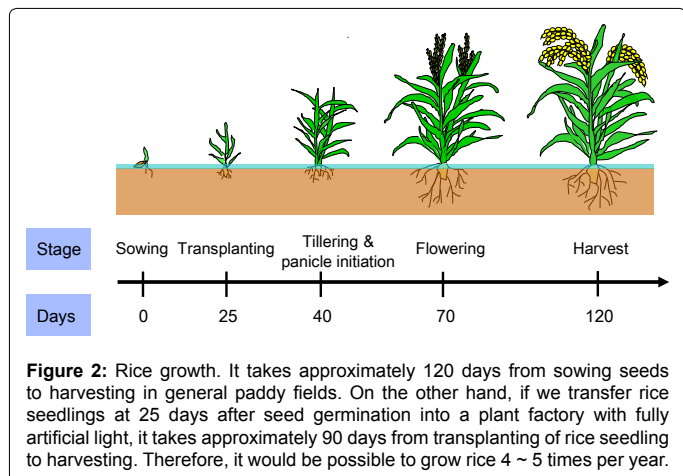 Stage
Sowing Transplanting Tillering & panicle initiation Flowering Harvest
Days
0 25 40 70 120
Figure 2: Rice growth. It takes approximately 120 days from sowing seeds
to harvesting in general paddy fields. On the other hand, if we transfer rice
seedlings at 25 days after seed germination into a plant factory with fully
artificial light, it takes approximately 90 days from transplanting of rice seedling
to harvesting. Therefore, it would be possible to grow rice 4 ~ 5 times per year.